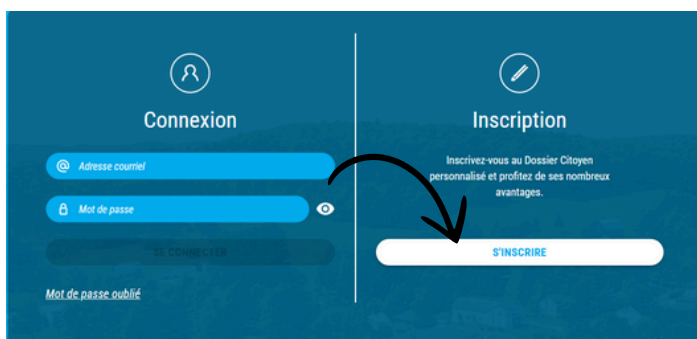 Connexion
Adresse courriel
Mot de passe
SE CONNECTER
Mot de passe oublié
Inscription
Inscrivez-vous au Dossier Citoyen
personnalisé et profitez de ses nombreux
avantages.
S'INSCRIRE